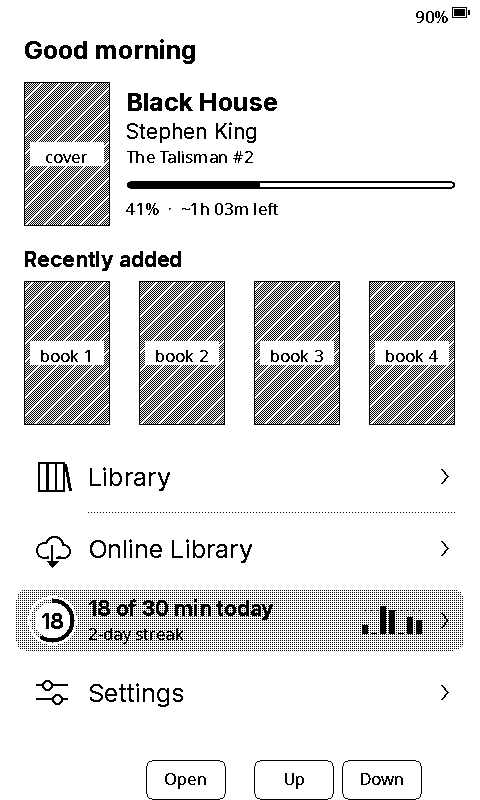 90%
Good morning
cover
Black House
Stephen King
The Talisman #2
41% · ~1h 03m left
Recently added
book 1
book 2
book 3
book 4
Library
Online Library
18
18 of 30 min today
2-day streak
Settings
Open
Up
Down